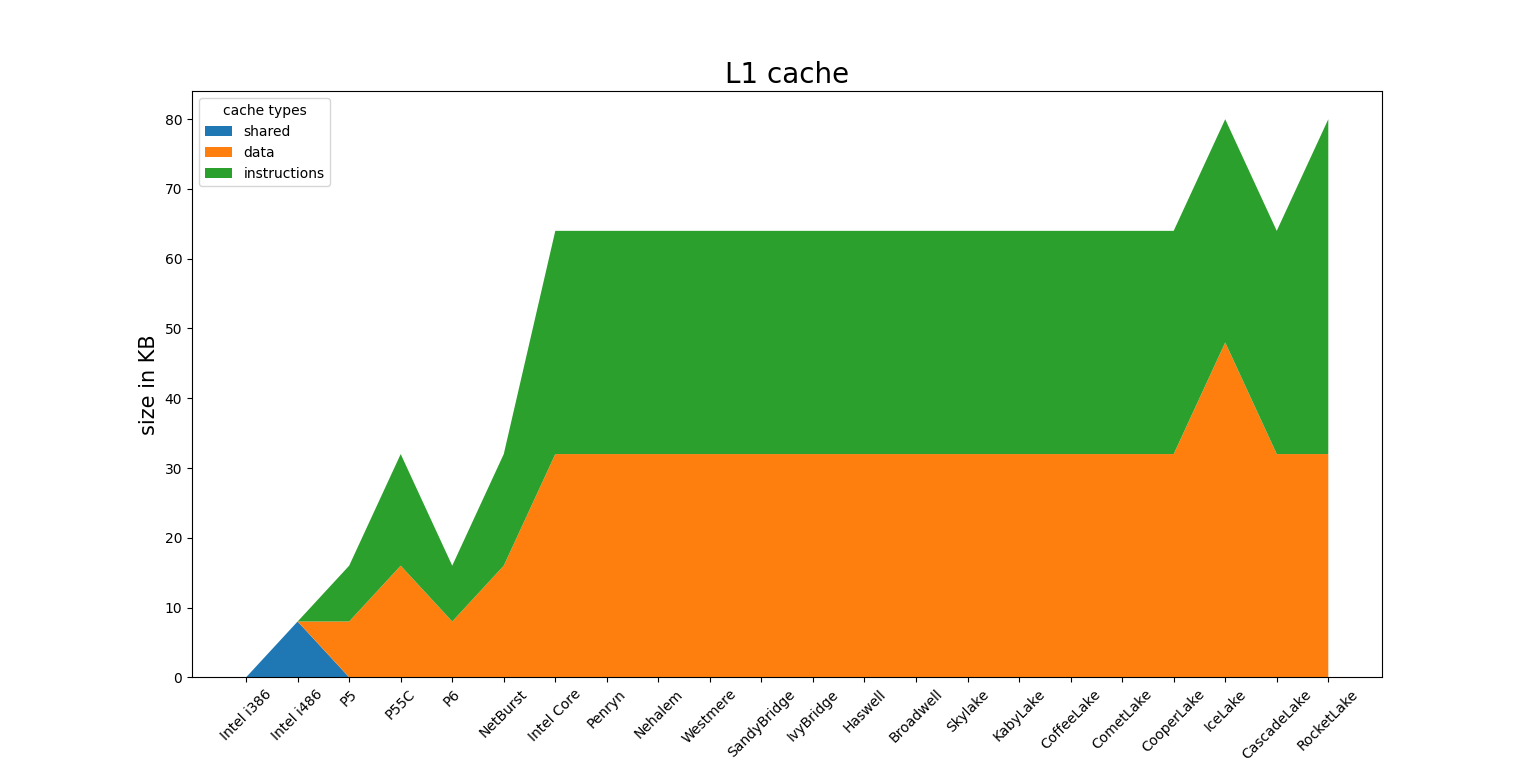 L1 cache
cache types
shared
data
instructions
size in KB
80
70
60
50
40
30
20
10
0
Intel i386
Intel i486
P5
P55C
P6
NetBurst
Intel Core
Penryn
Nehalem
Westmere
SandyBridge
IvyBridge
Haswell
Broadwell
Skylake
KabyLake
CoffeeLake
CometLake
CooperLake
IceLake
CascadeLake
RocketLake